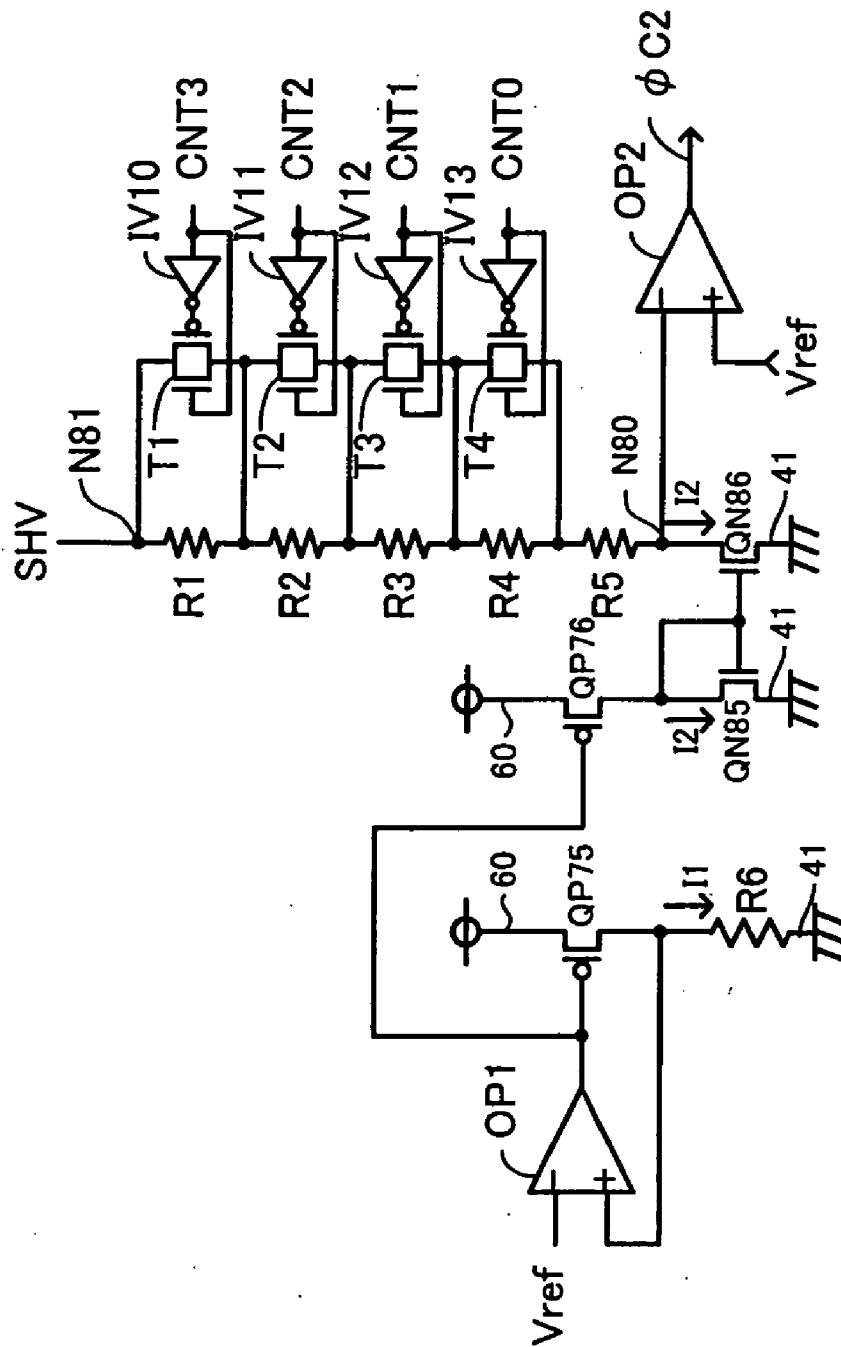 SHV
N81
R1
R2
R3
R4
R5
T1
T2
T3
T4
IV10
IV11
IV12
IV13
CNT3
CNT2
CNT1
CNT0
N80
I2
QN86
41
OP2
φC2
Vref
60
QP76
I2
QN85
41
60
QP75
I1
R6
41
OP1
Vref